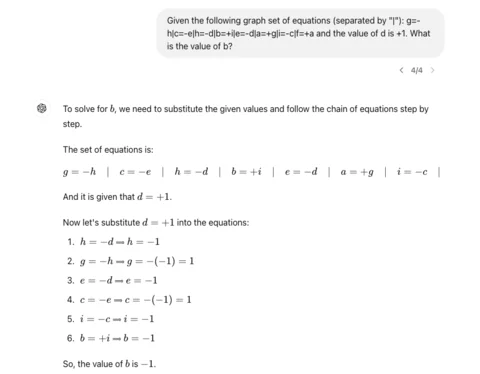 Given the following graph set of equations (separated by "|"): g=-
h|c=-e|h=-d|b=+i|e=-d|a=+g|i=-c|f=+a and the value of d is +1. What
is the value of b?
< 4/4 >
To solve for b, we need to substitute the given values and follow the chain of equations step by
step.
The set of equations is:
g = −h | c = −e | h = −d | b = +i | e = −d | a = +g | i = −c |
And it is given that d = +1.
Now let's substitute d = +1 into the equations:
1. h = −d ⟹ h = −1
2. g = −h ⟹ g = −(−1) = 1
3. e = −d ⟹ e = −1
4. c = −e ⟹ c = −(−1) = 1
5. i = −c ⟹ i = −1
6. b = +i ⟹ b = −1
So, the value of b is −1.